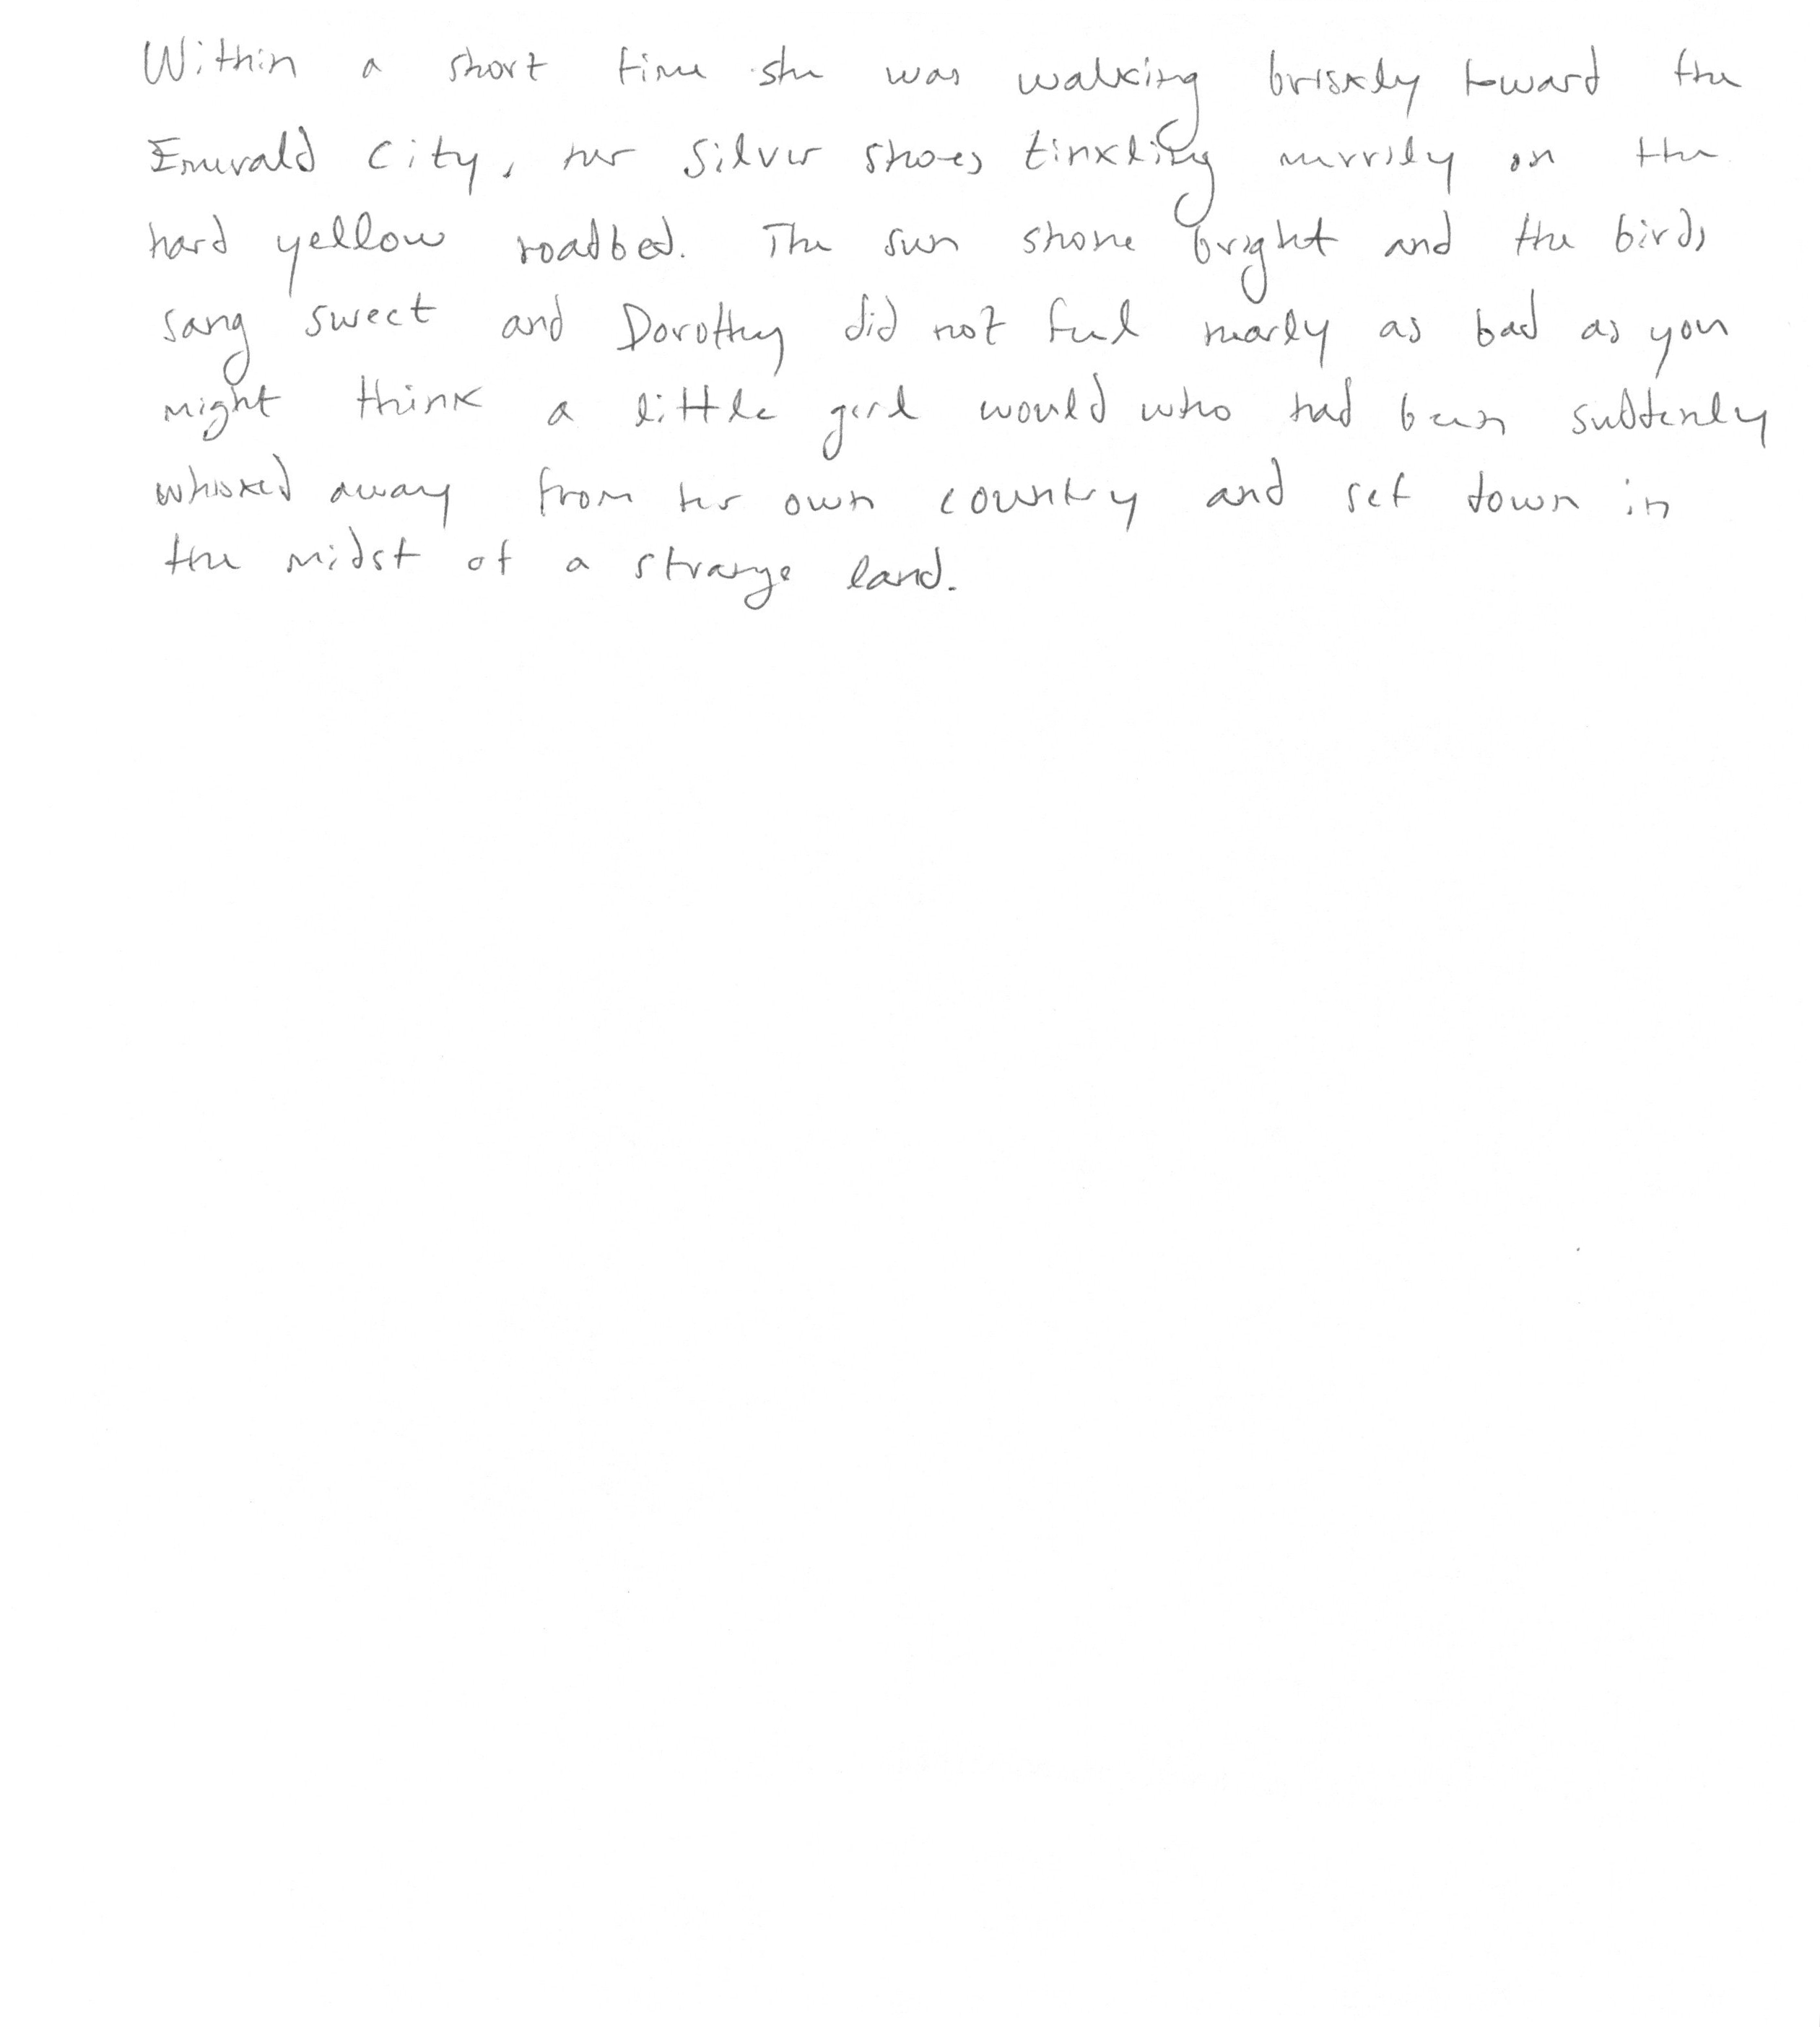 Within a short time she was walking briskly toward the
Emerald City, her Silver shoes tinkling merrily on the
hard yellow roadbed. The sun shone bright and the birds
sang sweet and Dorothy did not feel nearly as bad as you
might think a little girl would who had been suddenly
whisked away from her own country and set down in
the midst of a strange land.